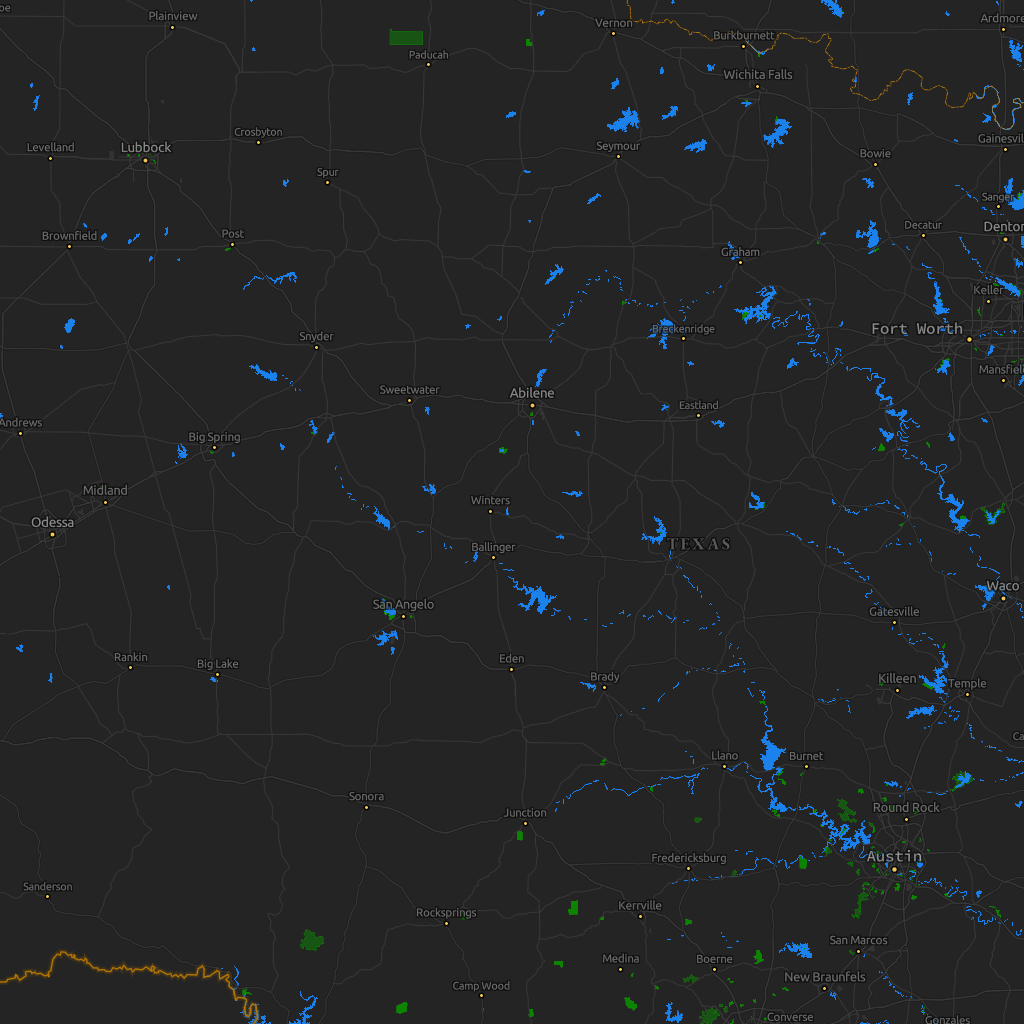 Plainview
Vernon
Ardmore
Burkburnett
Paducah
Wichita Falls
Crosbyton
Gainesvil
Levelland
Lubbock
Seymour
Bowie
Spur
Sanger
Brownfield
Post
Decatur
Denton
Graham
Keller
Fort Worth
Breckenridge
Snyder
Mansfiel
Sweetwater
Abilene
Eastland
Andrews
Big Spring
Midland
Winters
Odessa
TEXAS
Ballinger
Waco
San Angelo
Gatesville
Rankin
Big Lake
Eden
Brady
Killeen
Temple
Ca
Llano
Burnet
Sonora
Junction
Round Rock
Fredericksburg
Austin
Sanderson
Rocksprings
Kerrville
San Marcos
Medina
Boerne
New Braunfels
Camp Wood
Converse
Gonzales